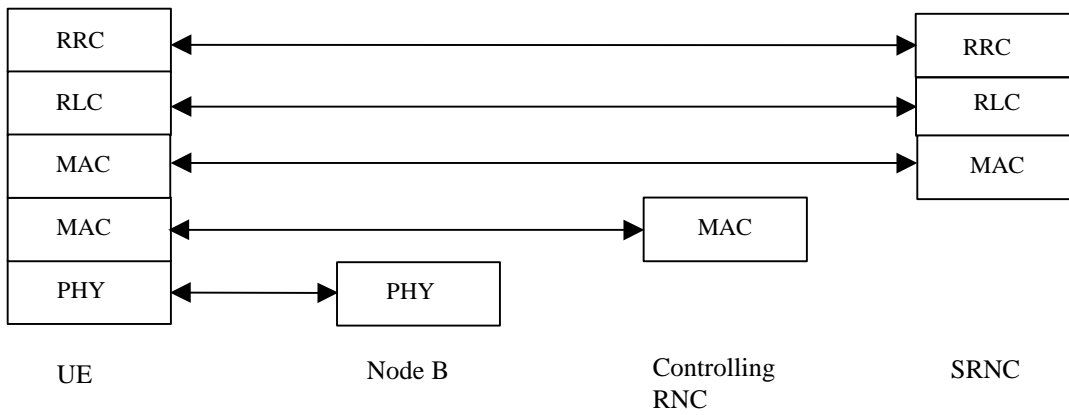 RRC
RRC
RLC
RLC
MAC
MAC
MAC
MAC
PHY
PHY
UE
Node B
Controlling
RNC
SRNC